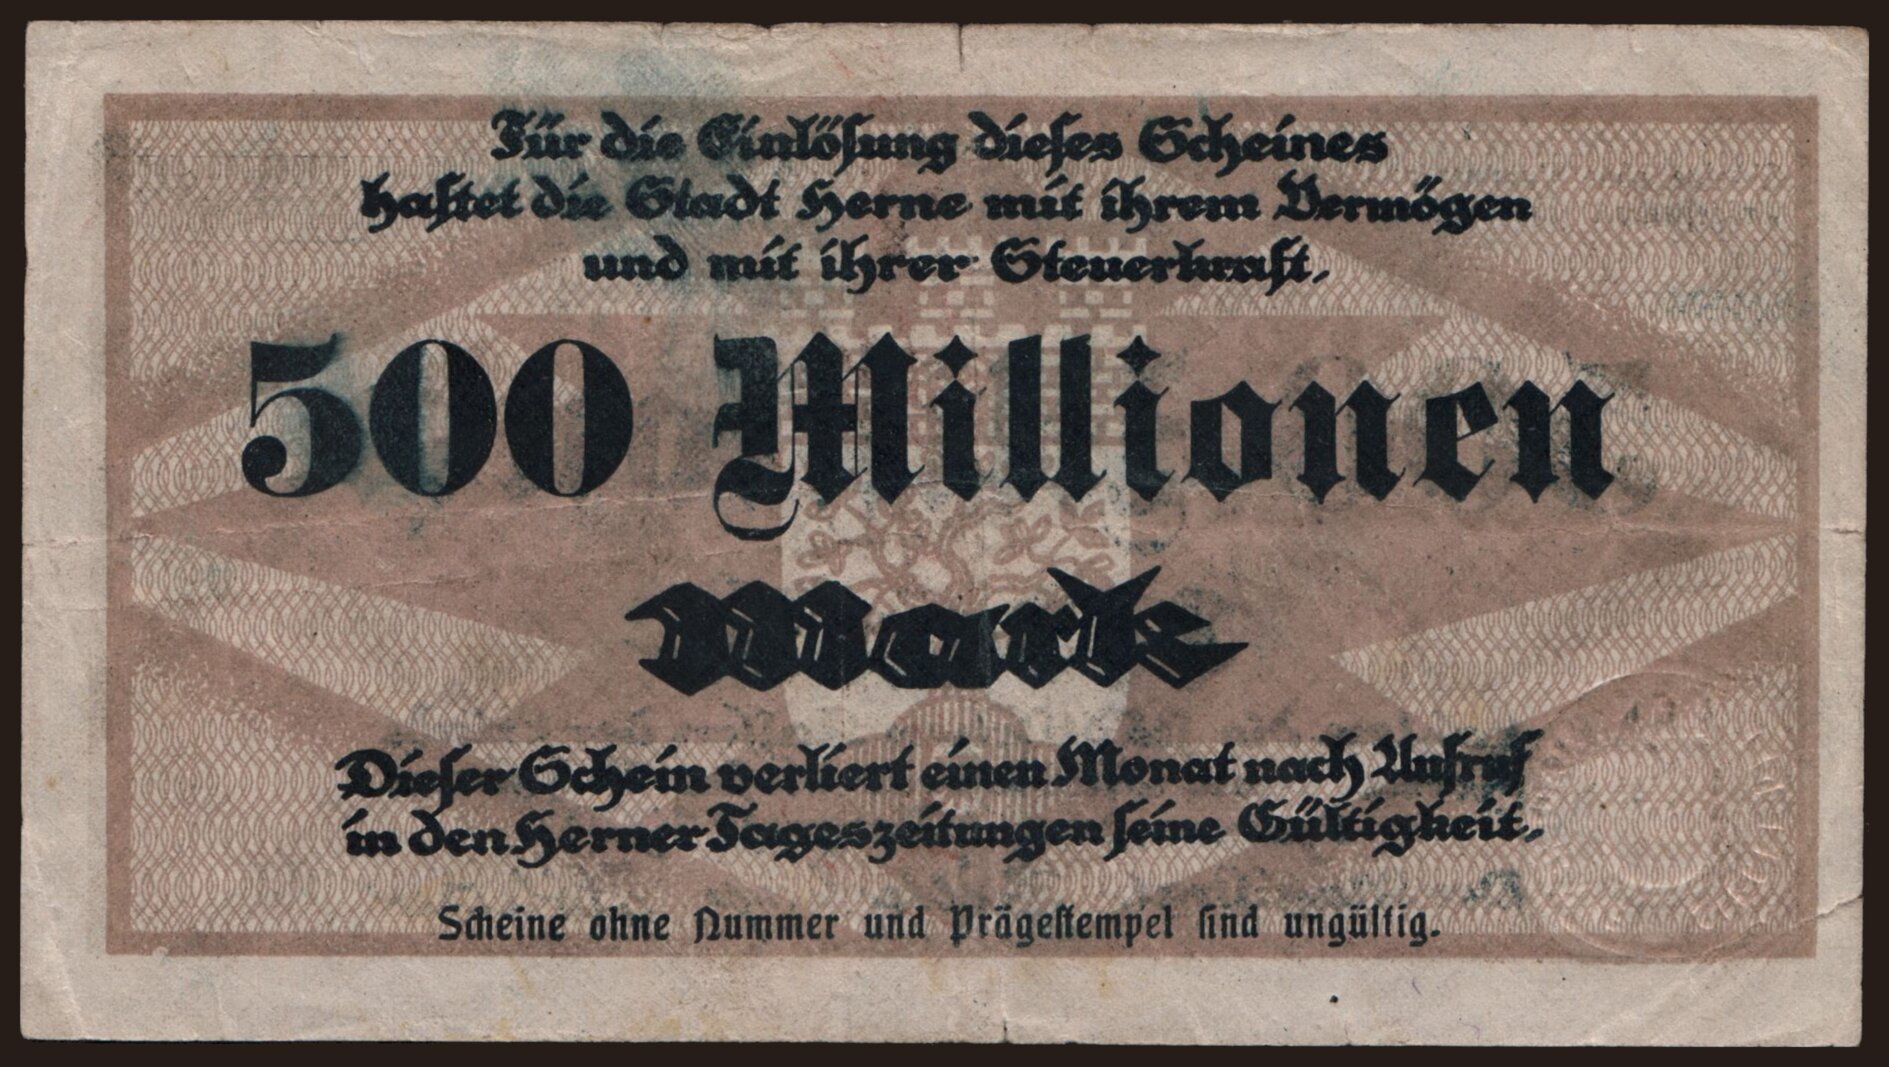 Für die Einlösung dieses Scheines
haftet die Stadt Herne mit ihrem Vermögen
und mit ihrer Steuerkraft.
500 Millionen
Mark
Dieser Schein verliert einen Monat nach Aufruf
in den Herner Tageszeitungen seine Gültigkeit.
Scheine ohne Nummer und Prägestempel sind ungültig.